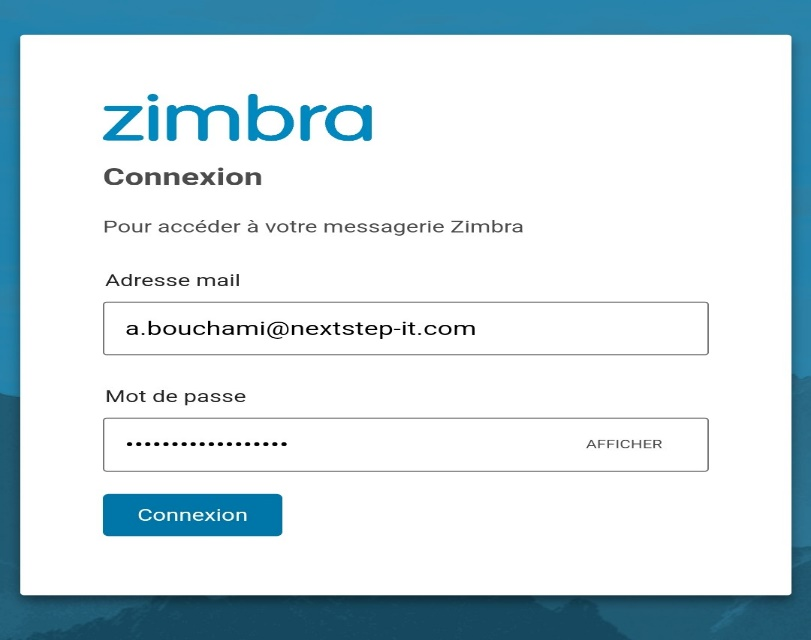 zimbra
Connexion
Pour accéder à votre messagerie Zimbra
Adresse mail
a.bouchami@nextstep-it.com
Mot de passe
•••••••••••••••••• AFFICHER
Connexion